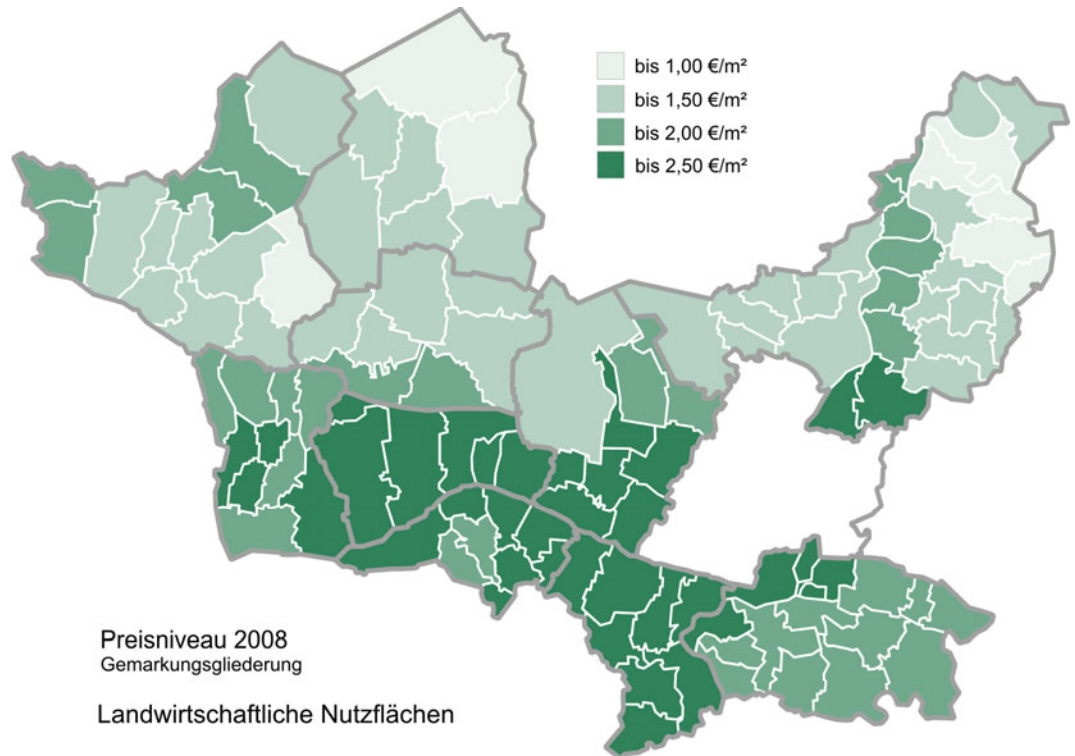 bis 1,00 €/m²
bis 1,50 €/m²
bis 2,00 €/m²
bis 2,50 €/m²
Preisniveau 2008
Gemarkungsgliederung
Landwirtschaftliche Nutzflächen